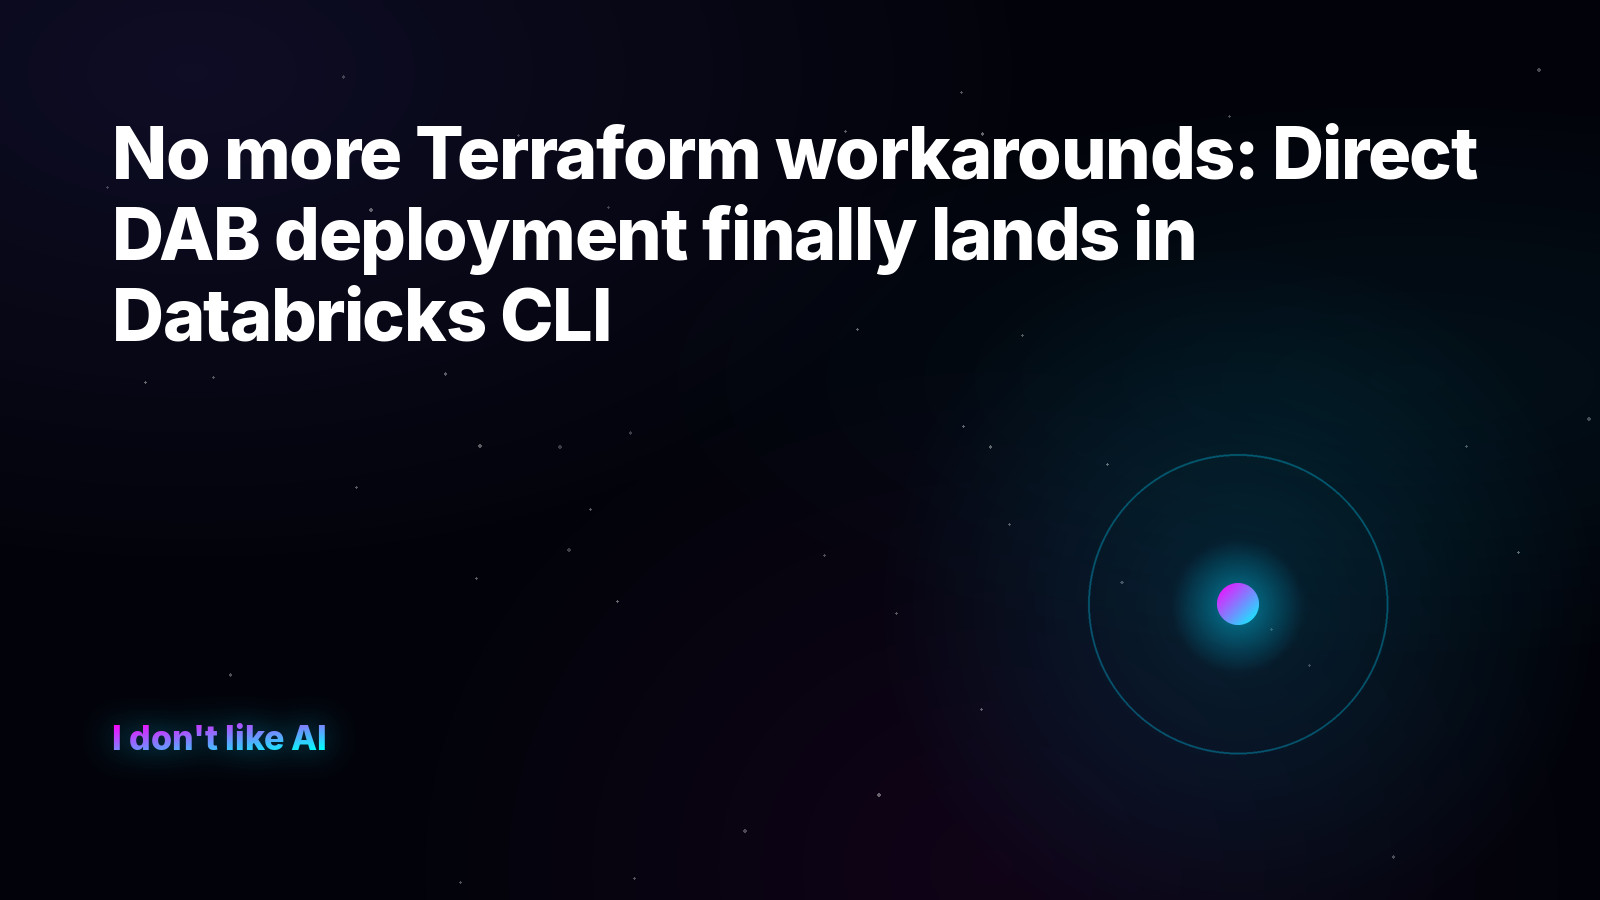 No more Terraform workarounds: Direct
DAB deployment finally lands in
Databricks CLI
I don't like AI